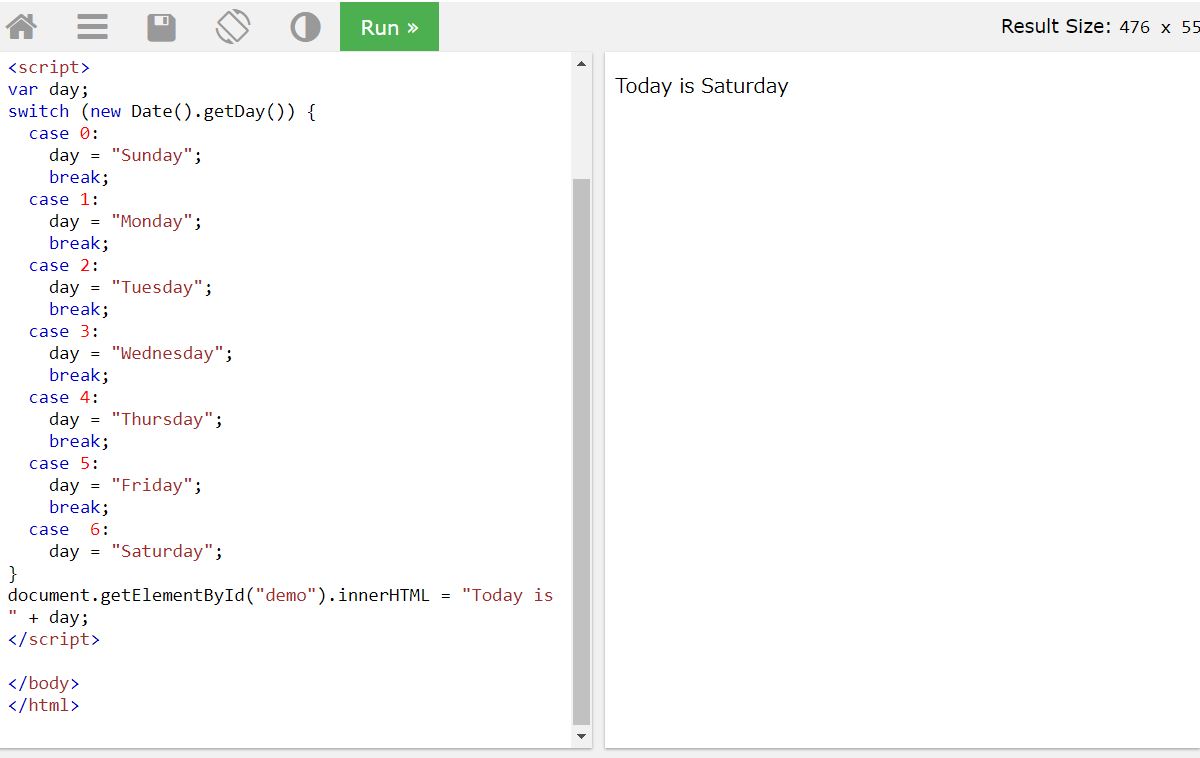 Run »
Result Size: 476 x 55
<script>
var day;
switch (new Date().getDay()) {
  case 0:
    day = "Sunday";
    break;
  case 1:
    day = "Monday";
    break;
  case 2:
    day = "Tuesday";
    break;
  case 3:
    day = "Wednesday";
    break;
  case 4:
    day = "Thursday";
    break;
  case 5:
    day = "Friday";
    break;
  case  6:
    day = "Saturday";
}
document.getElementById("demo").innerHTML = "Today is
" + day;
</script>

</body>
</html>
Today is Saturday